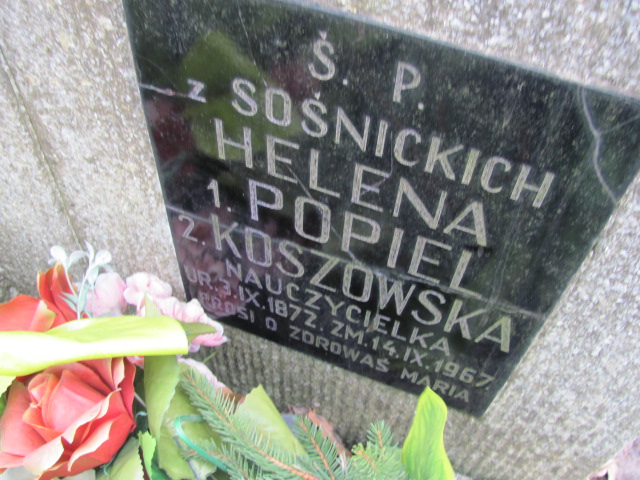 Ś. P.
z SOŚNICKICH
HELENA
1. POPIEL
2. KOSZOWSKA
NAUCZYCIELKA
UR. 3.IX.1872. ZM.14.IX.1967
PROSI O ZDROWAŚ MARIA